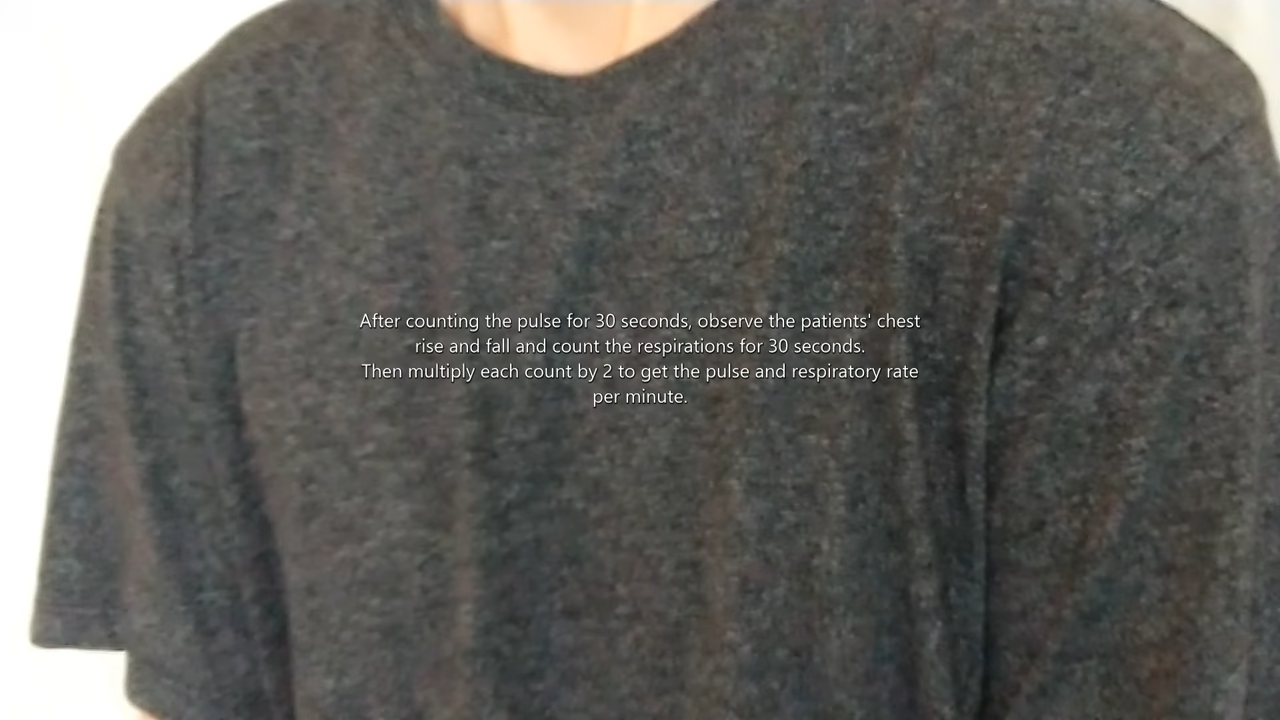 After counting the pulse for 30 seconds, observe the patients' chest
rise and fall and count the respirations for 30 seconds.
Then multiply each count by 2 to get the pulse and respiratory rate
per minute.